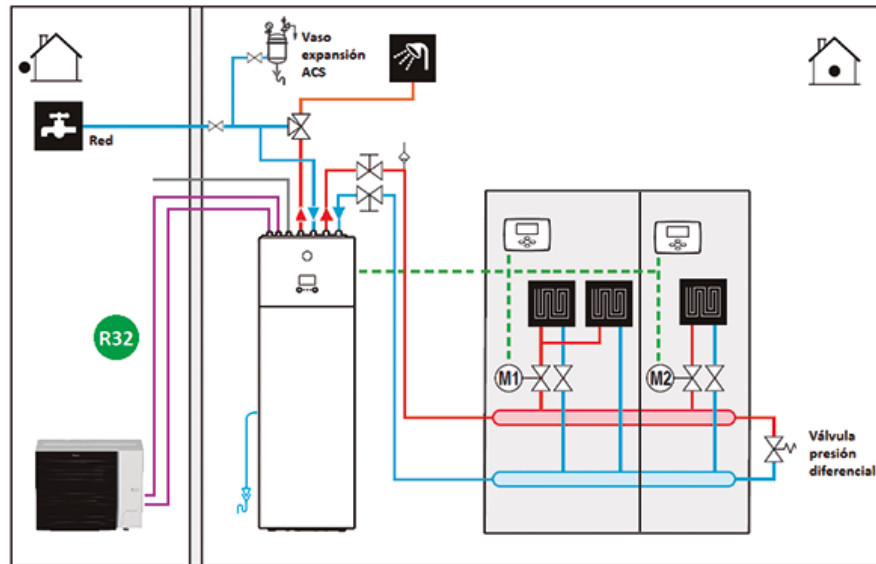 Vaso
expansión
ACS
Red
R32
M1
M2
Válvula
presión
diferencial